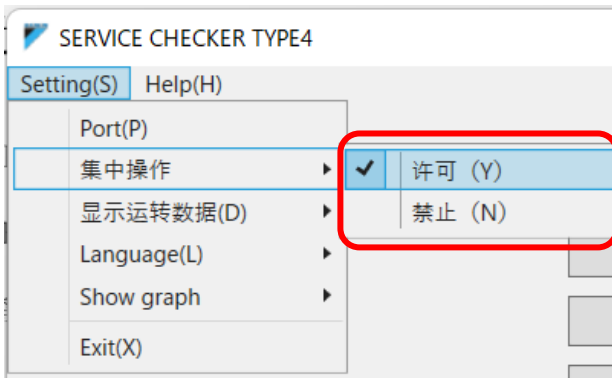 SERVICE CHECKER TYPE4
Setting(S) Help(H)
Port(P)
集中操作
许可（Y）
显示运转数据(D)
禁止（N）
Language(L)
Show graph
Exit(X)